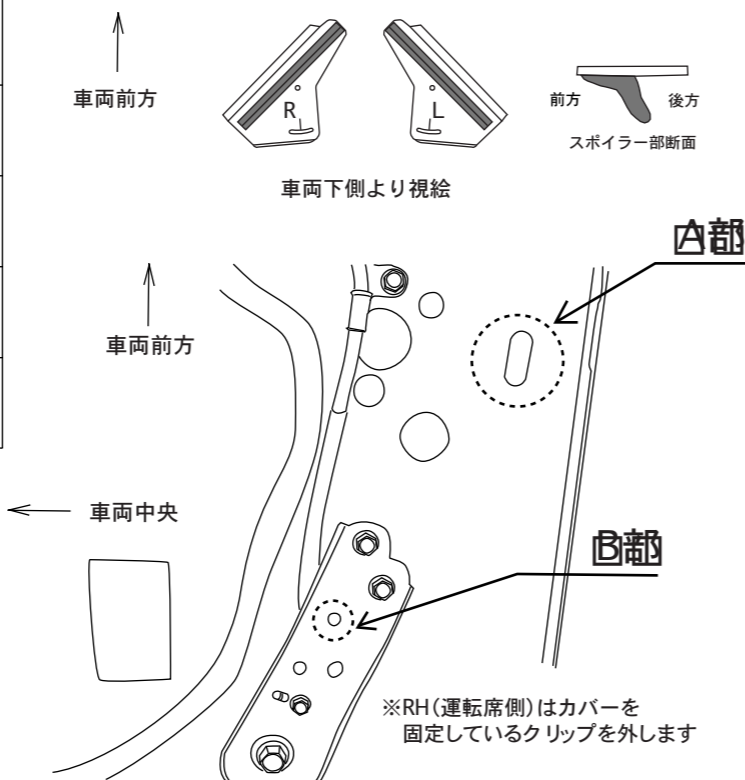 車両前方
R
L
前方
後方
スポイラー部断面
車両下側より視絵
A部
車両前方
車両中央
B部
※RH(運転席側)はカバーを
固定しているクリップを外します